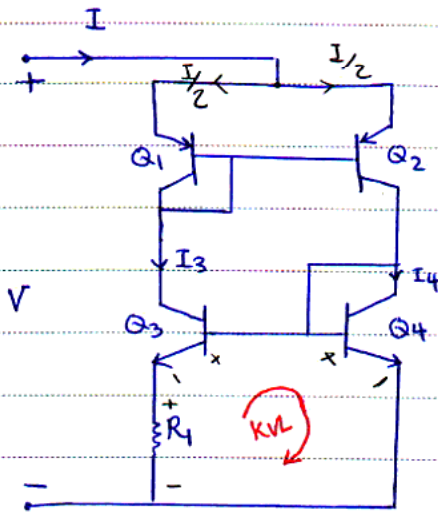 I
+
I/2
I/2
Q1
Q2
I3
I4
V
Q3
Q4
+
+
-
-
+
R1
KVL
-
-